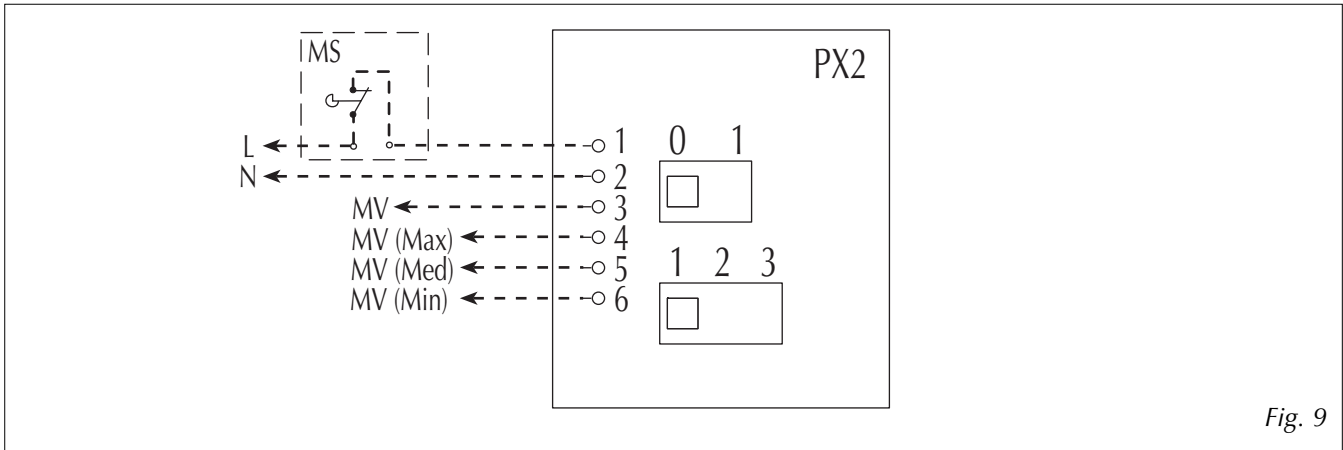 MS
PX2
L 1 0 1
N 2
MV 3
MV (Max) 4
MV (Med) 5 1 2 3
MV (Min) 6
Fig. 9